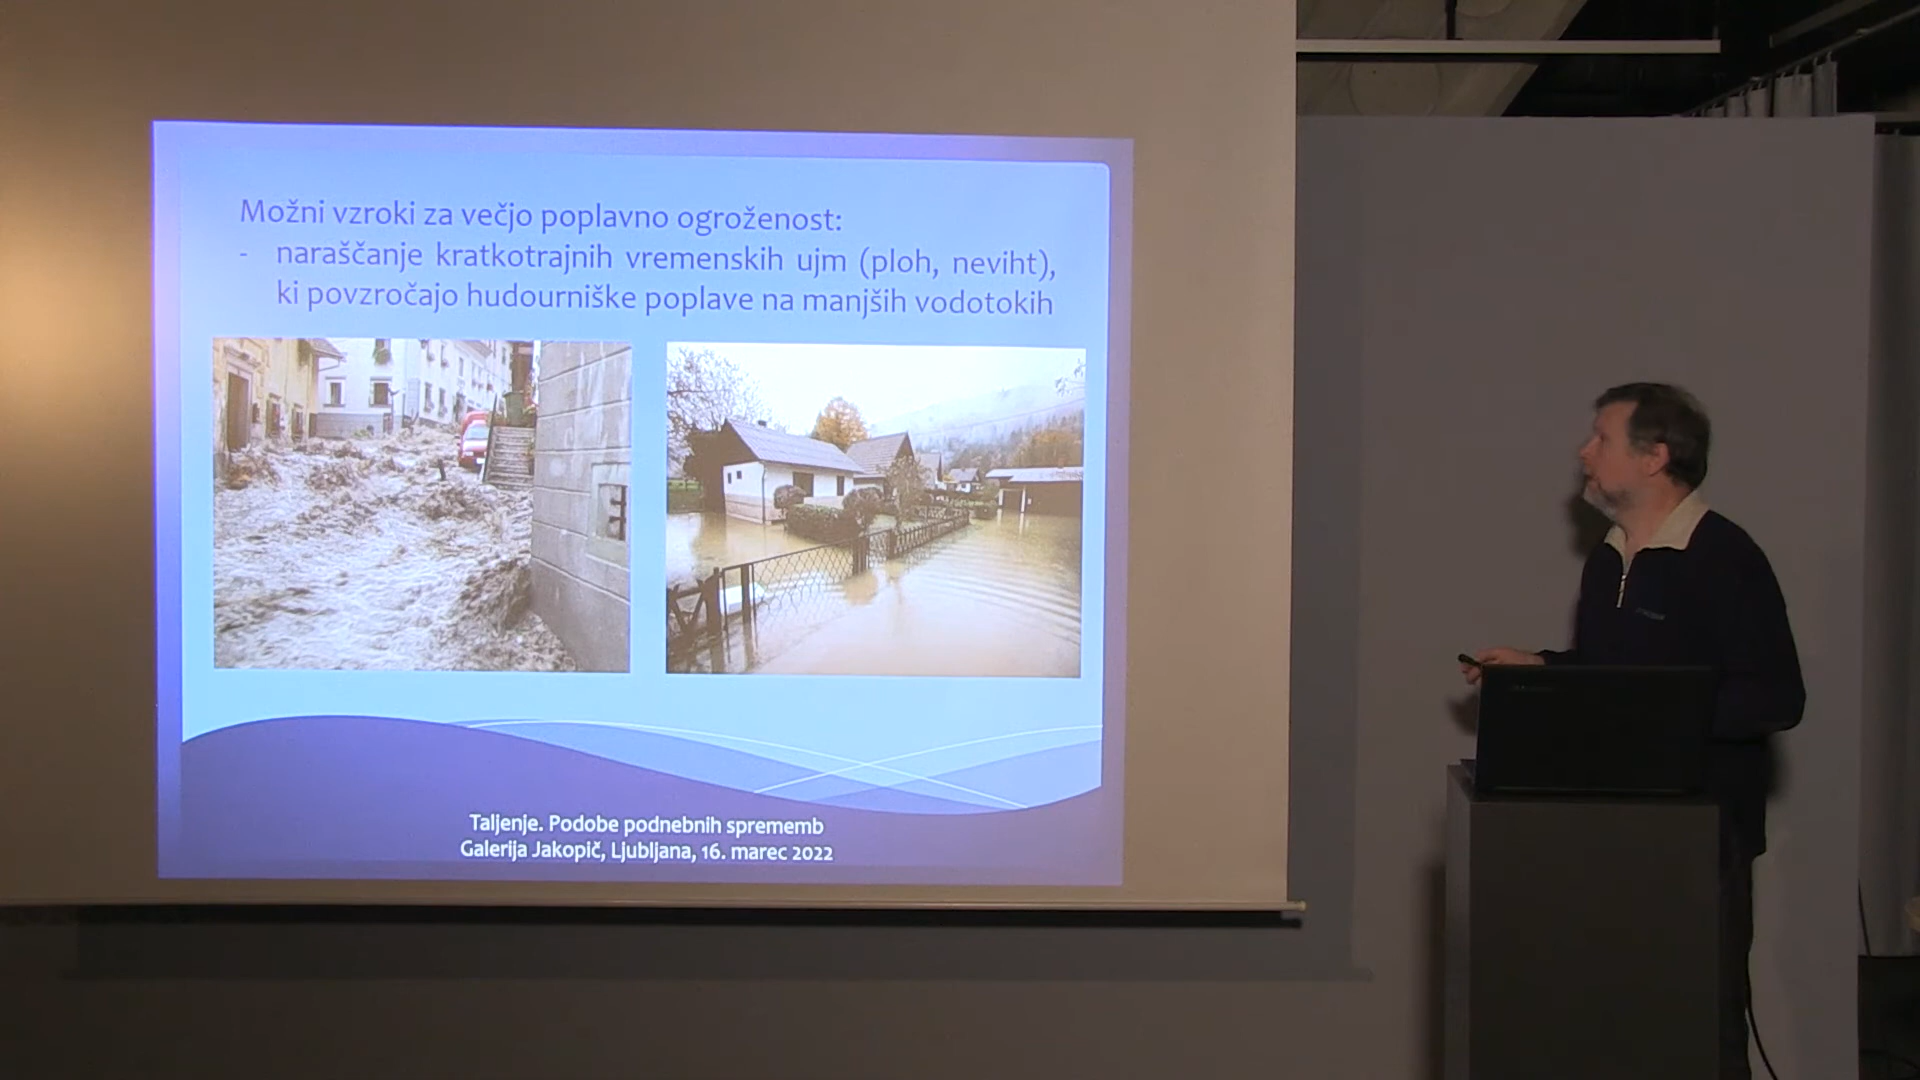 Možni vzroki za večjo poplavno ogroženost:
- naraščanje kratkotrajnih vremenskih ujm (ploh, neviht),
ki povzročajo hudourniške poplave na manjših vodotokih
Taljenje. Podobe podnebnih sprememb
Galerija Jakopič, Ljubljana, 16. marec 2022